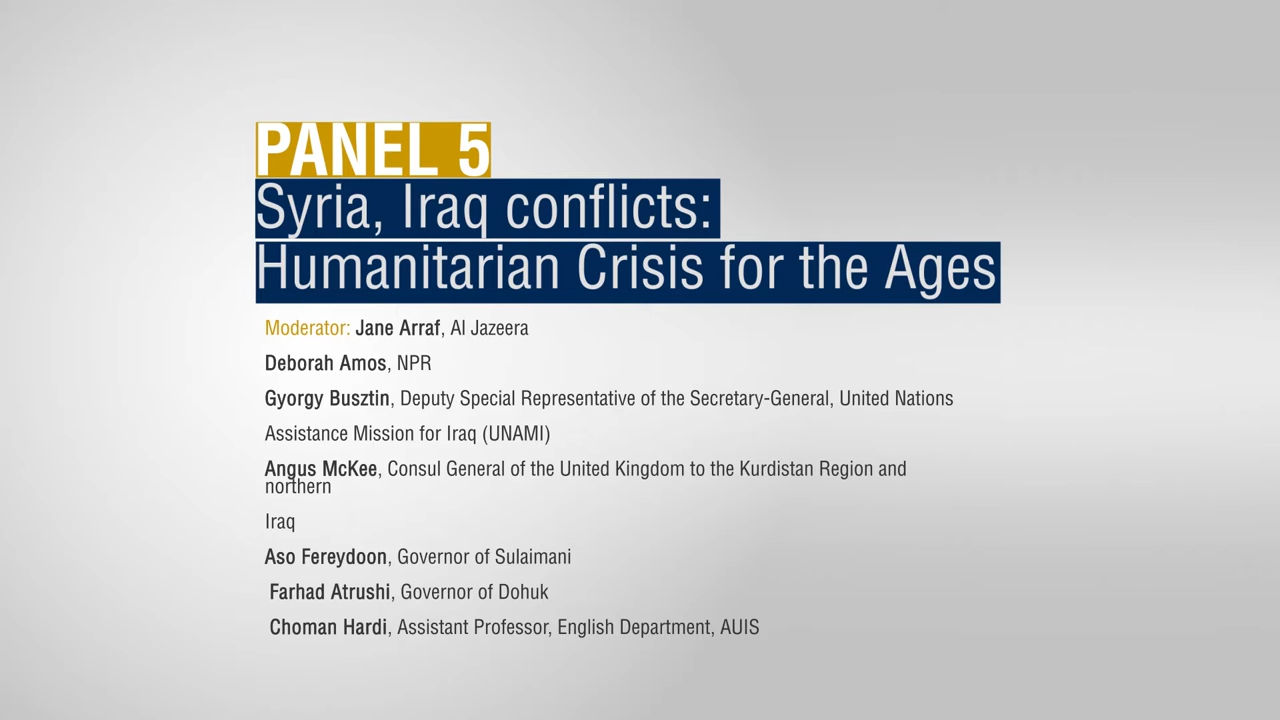 PANEL 5
Syria, Iraq conflicts:
Humanitarian Crisis for the Ages
Moderator: Jane Arraf, Al Jazeera
Deborah Amos, NPR
Gyorgy Busztin, Deputy Special Representative of the Secretary-General, United Nations
Assistance Mission for Iraq (UNAMI)
Angus McKee, Consul General of the United Kingdom to the Kurdistan Region and
northern
Iraq
Aso Fereydoon, Governor of Sulaimani
Farhad Atrushi, Governor of Dohuk
Choman Hardi, Assistant Professor, English Department, AUIS